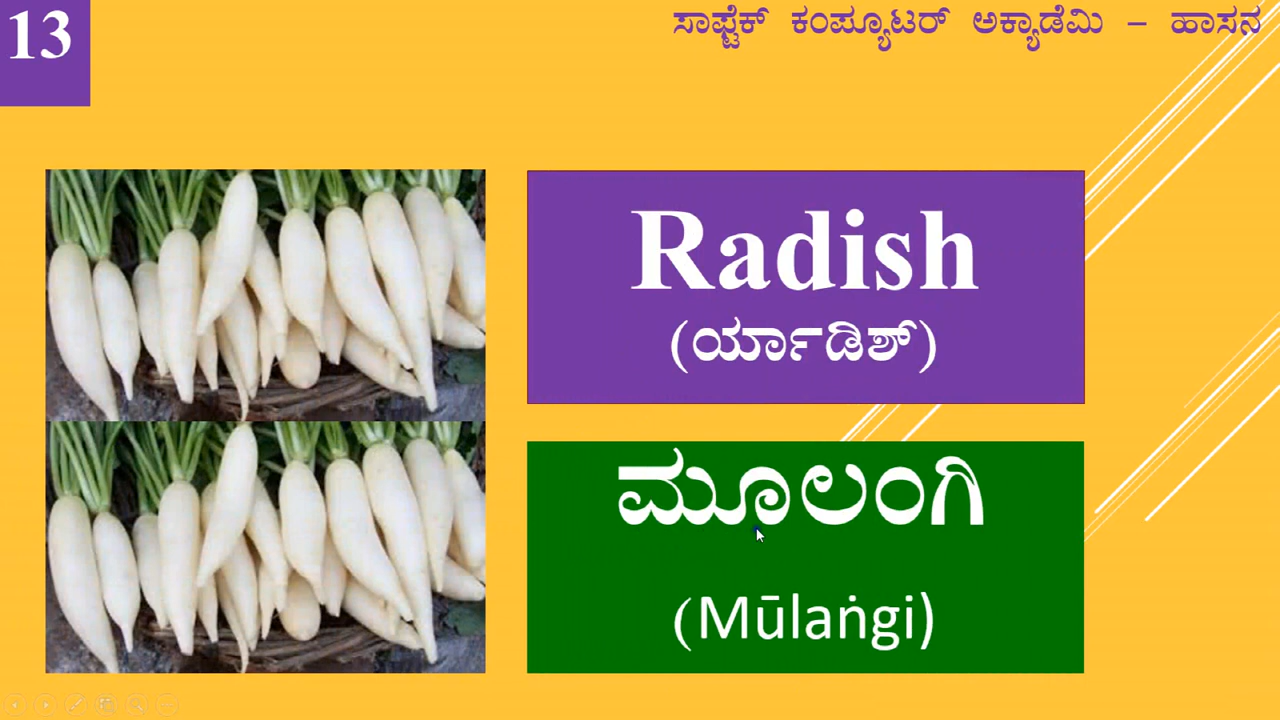 13
ಸಾಫ್ಟೆಕ್ ಕಂಪ್ಯೂಟರ್ ಅಕ್ಯಾಡೆಮಿ – ಹಾಸನ
Radish
(ರ್ಯಾಡಿಶ್)
ಮೂಲಂಗಿ
(Mūlaṅgi)